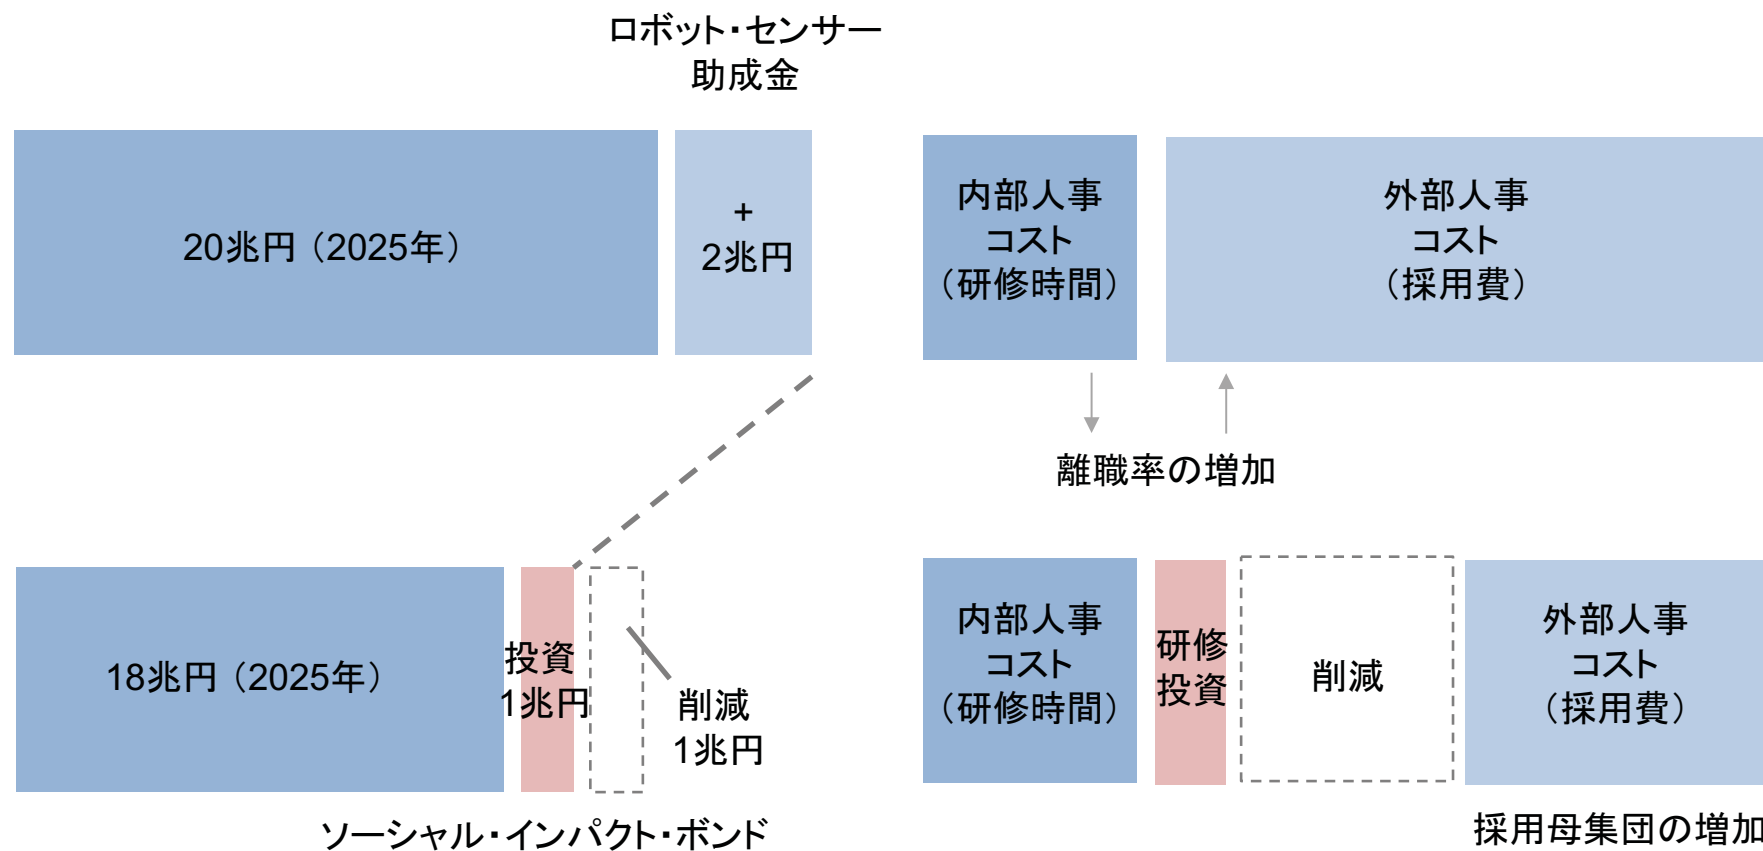 ロボット・センサー
助成金
20兆円（2025年）
+
2兆円
内部人事
コスト
（研修時間）
外部人事
コスト
（採用費）
離職率の増加
18兆円（2025年）
投資
1兆円
削減
1兆円
ソーシャル・インパクト・ボンド
内部人事
コスト
（研修時間）
研修
投資
削減
外部人事
コスト
（採用費）
採用母集団の増加